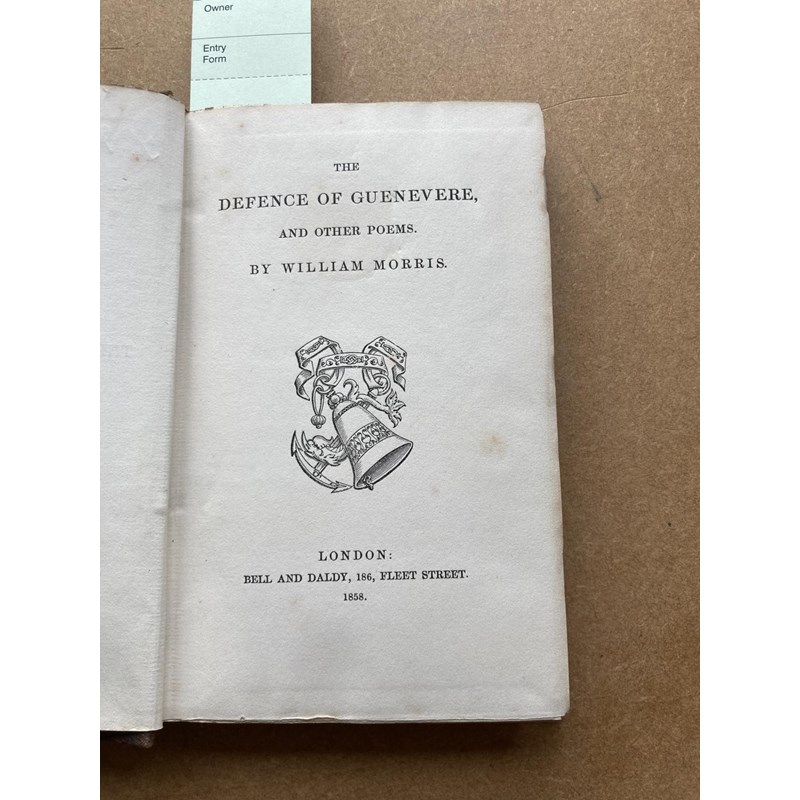 Owner
Entry
Form
THE
DEFENCE OF GUENEVERE,
AND OTHER POEMS.
BY WILLIAM MORRIS.
LONDON:
BELL AND DALDY, 186, FLEET STREET.
1858.